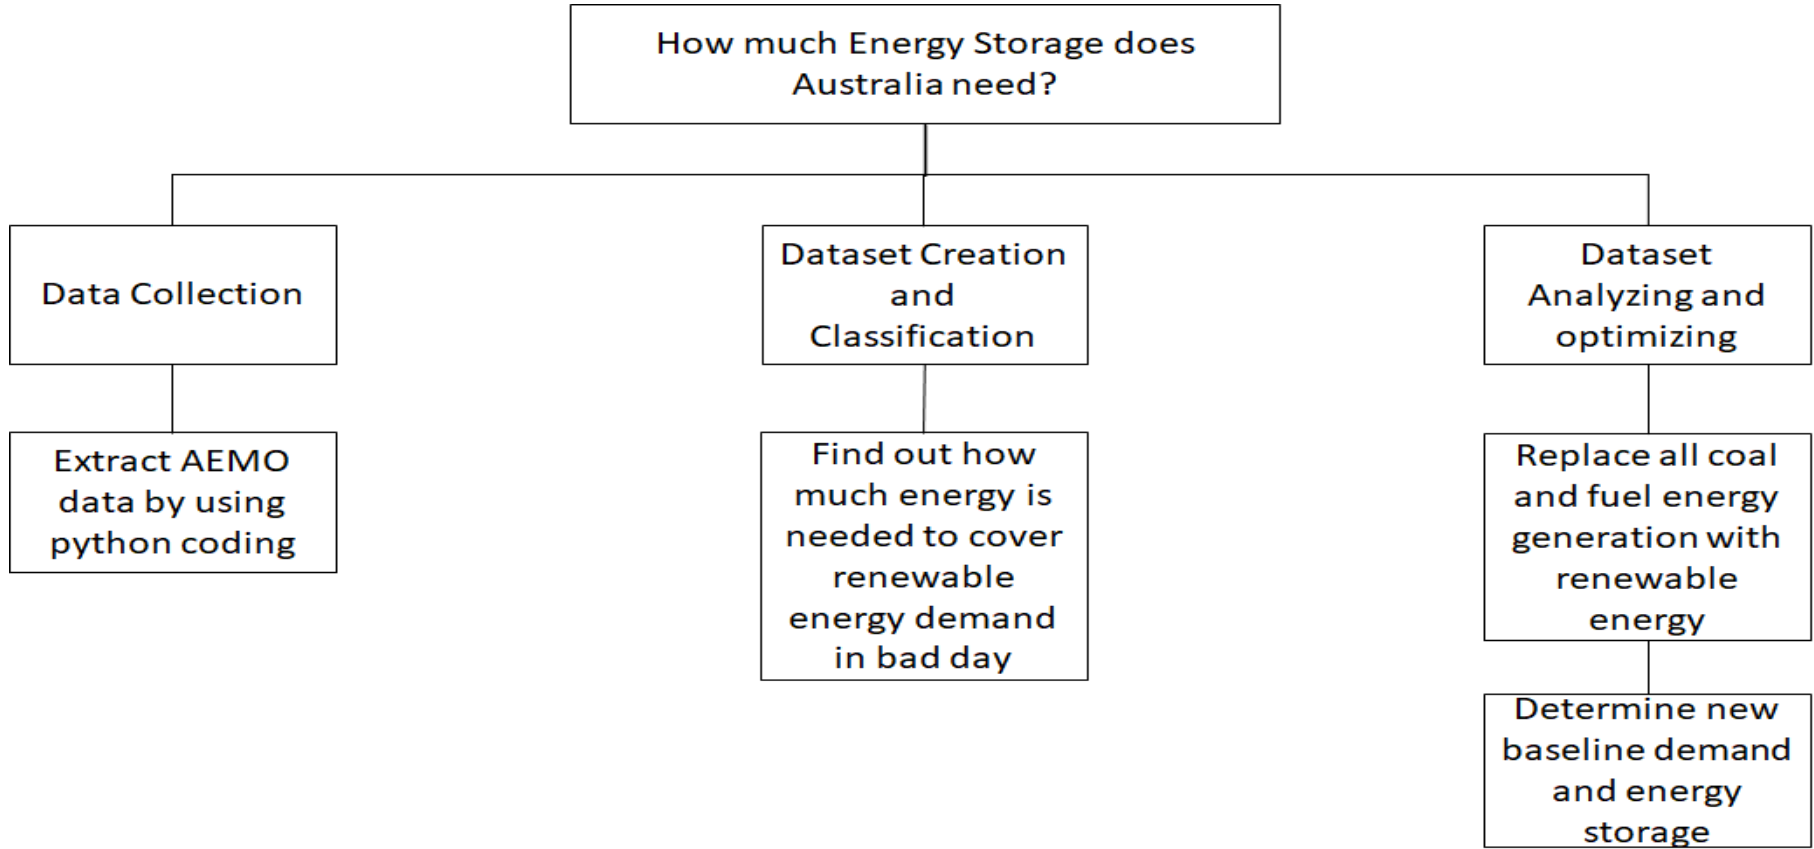 How much Energy Storage does
Australia need?
Data Collection
Extract AEMO
data by using
python coding
Dataset Creation
and
Classification
Find out how
much energy is
needed to cover
renewable
energy demand
in bad day
Dataset
Analyzing and
optimizing
Replace all coal
and fuel energy
generation with
renewable
energy
Determine new
baseline demand
and energy
storage